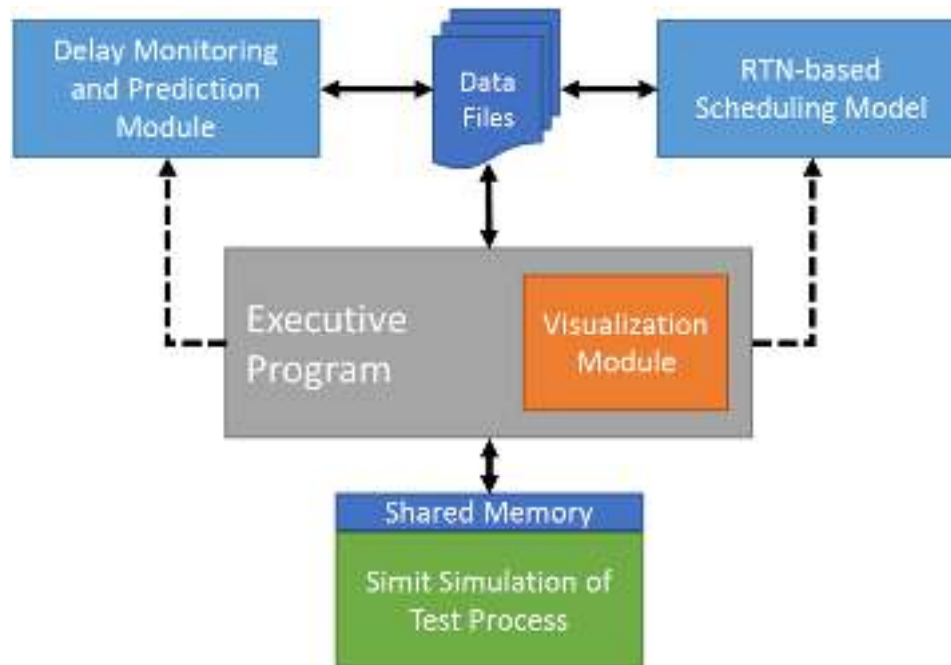 Delay Monitoring
and Prediction
Module
Data
Files
RTN-based
Scheduling Model
Executive
Program
Visualization
Module
Shared Memory
Simit Simulation of
Test Process